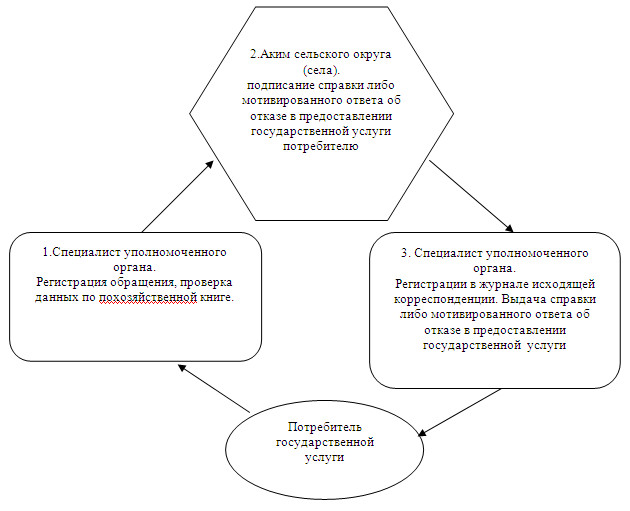 2.Аким сельского округа
(села).
подписание справки либо
мотивированного ответа об
отказе в предоставлении
государственной услуги
потребителю
1.Специалист уполномоченного
органа.
Регистрация обращения, проверка
данных по похозяйственной книге.
3. Специалист уполномоченного
органа.
Регистрации в журнале исходящей
корреспонденции. Выдача справки
либо мотивированного ответа об
отказе в предоставлении
государственной услуги
Потребитель
государственной
услуги